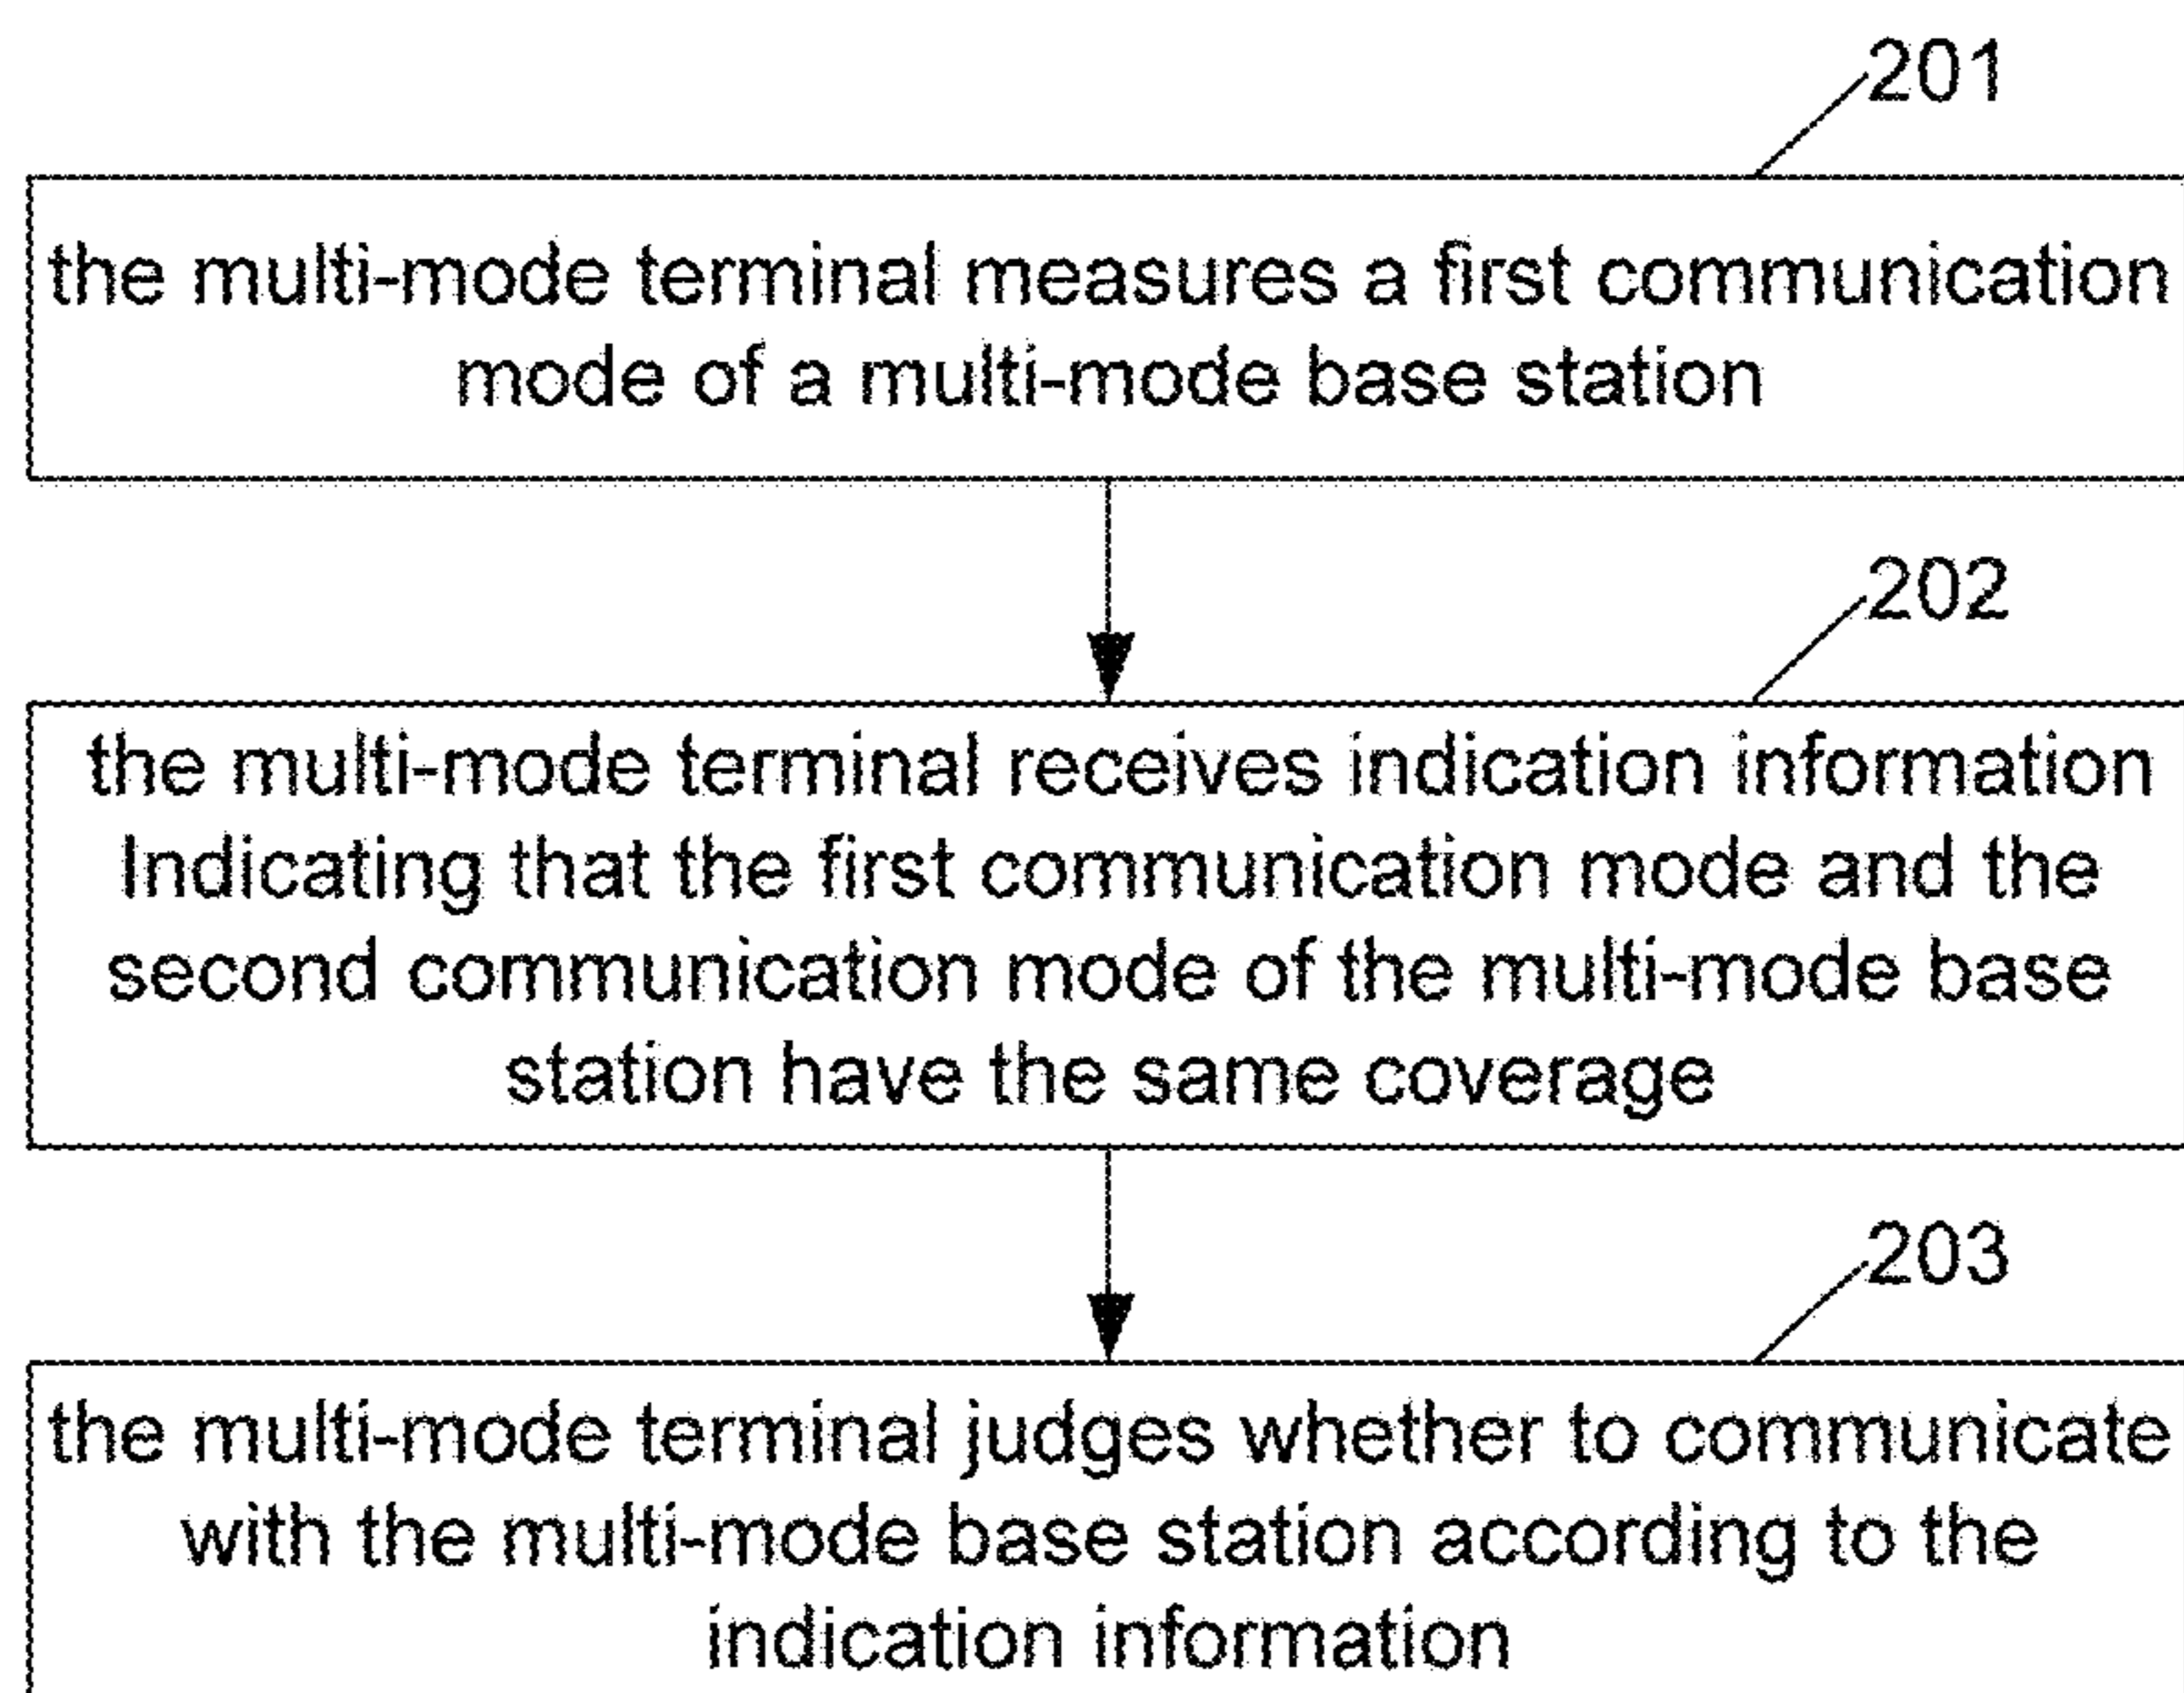 201
the multi-mode terminal measures a first communication
mode of a multi-mode base station
202
the multi-mode terminal receives indication information
Indicating that the first communication mode and the
second communication mode of the multi-mode base
station have the same coverage
203
the multi-mode terminal judges whether to communicate
with the multi-mode base station according to the
indication information